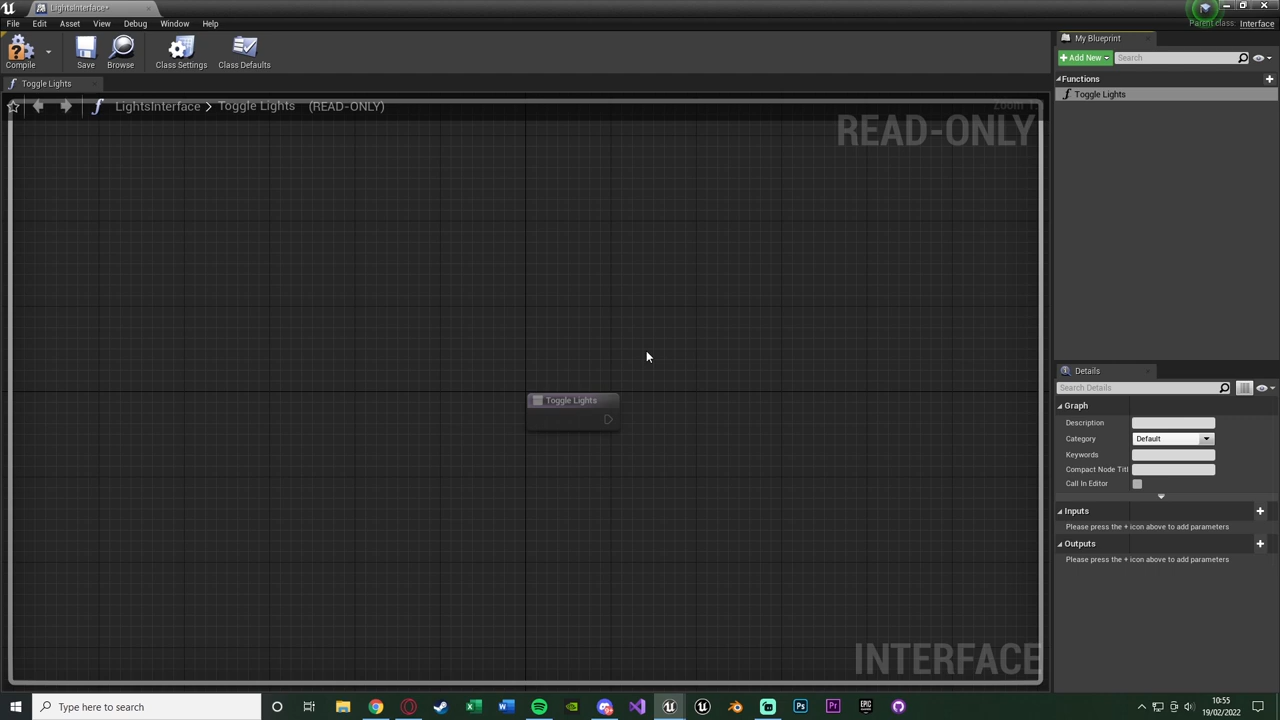 LightsInterface*
File Edit Asset View Debug Window Help
Parent class: Interface
Compile Save Browse Class Settings Class Defaults
My Blueprint
+Add New Search
Toggle Lights
Functions
Toggle Lights
LightsInterface > Toggle Lights (READ-ONLY)
READ-ONLY
Toggle Lights
Details
Search Details
Graph
Description
Category Default
Keywords
Compact Node Titl
Call In Editor
Inputs
Please press the + icon above to add parameters
Outputs
Please press the + icon above to add parameters
INTERFACE
Type here to search
10:55
19/02/2022